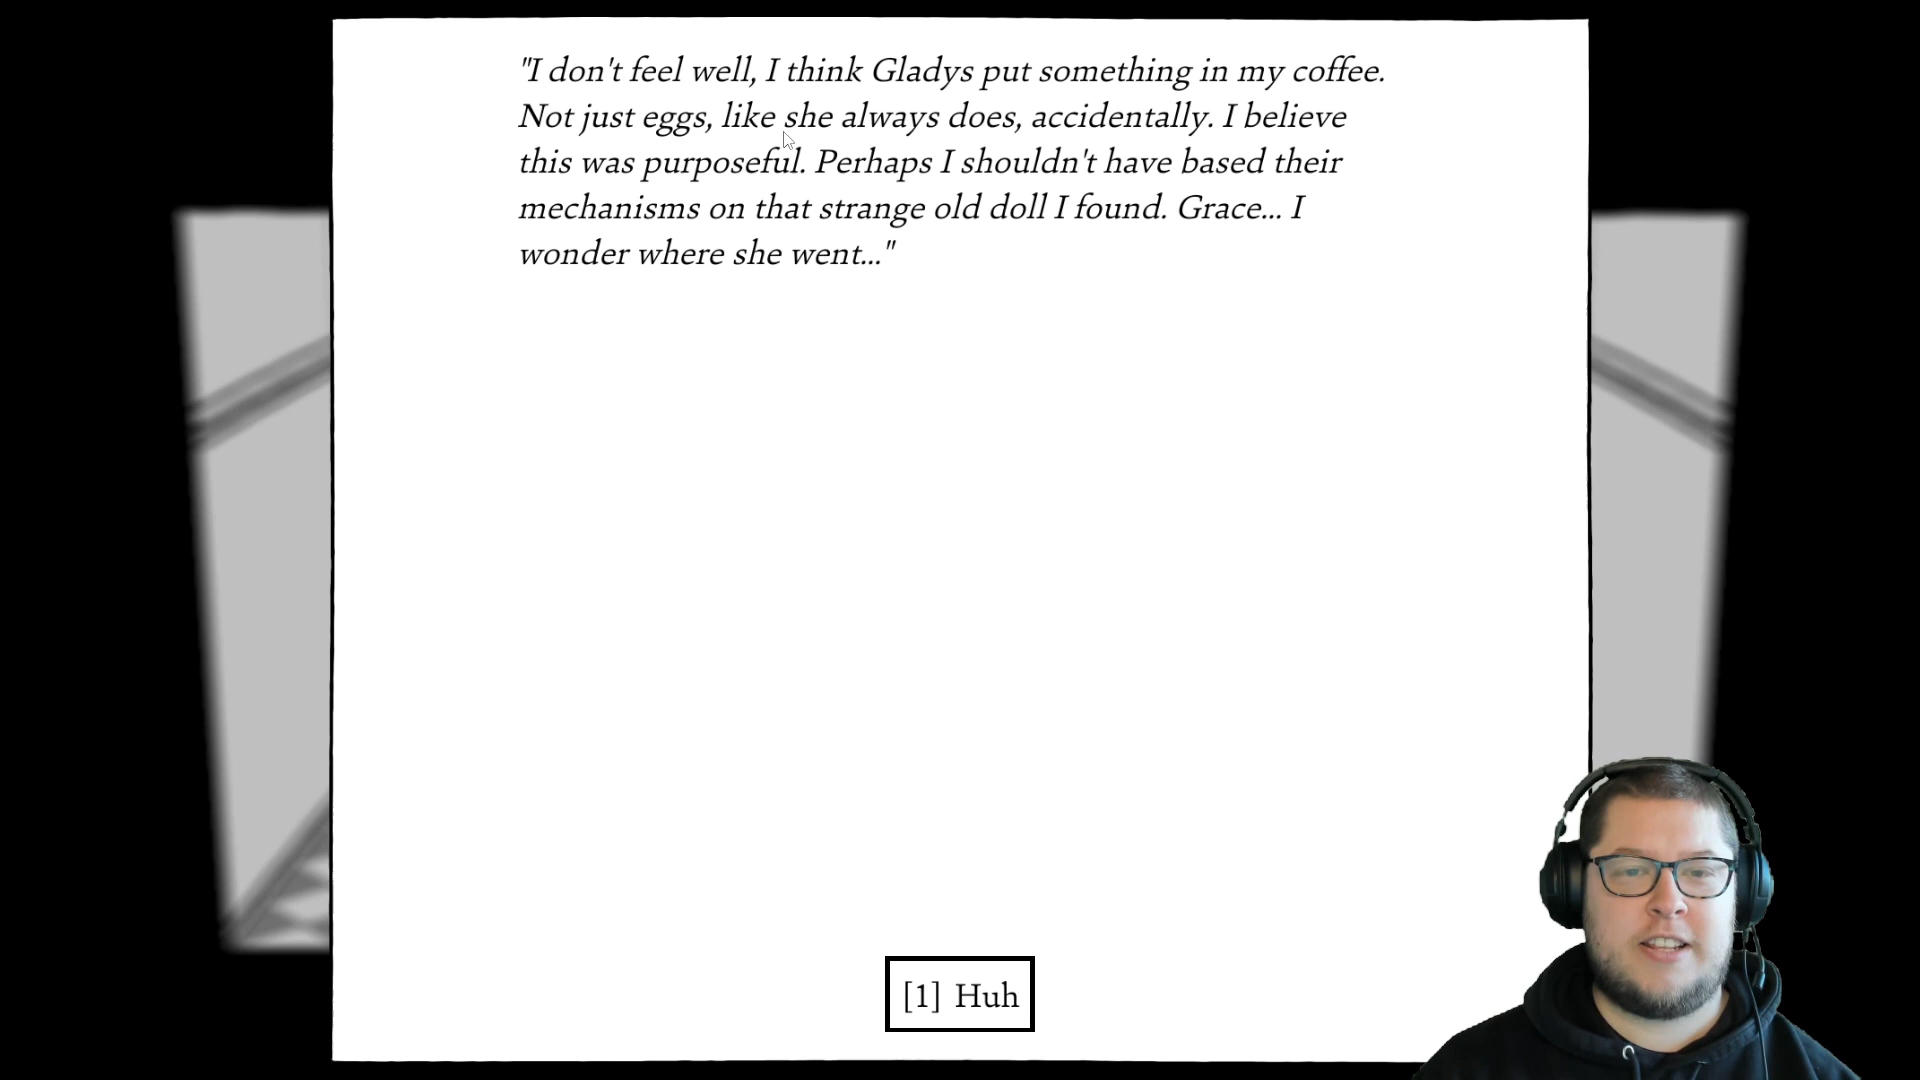 "I don't feel well, I think Gladys put something in my coffee.
Not just eggs, like she always does, accidentally. I believe
this was purposeful. Perhaps I shouldn't have based their
mechanisms on that strange old doll I found. Grace... I
wonder where she went..."
[1] Huh